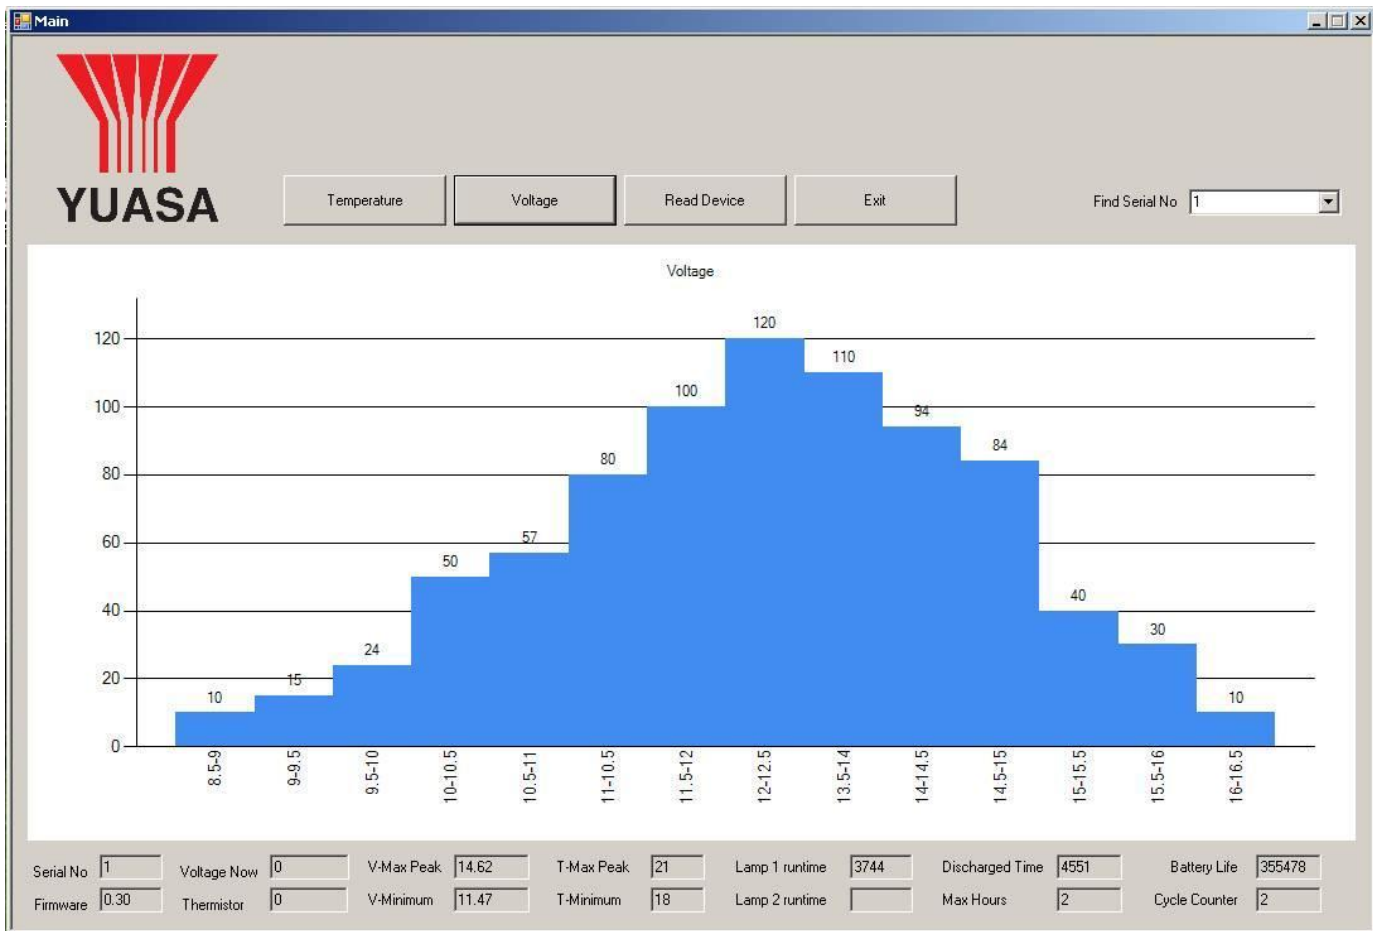 Main
YUASA
Temperature
Voltage
Read Device
Exit
Find Serial No
1
Voltage
120
100
80
60
40
20
0
10
15
24
50
57
80
100
120
110
94
84
40
30
10
8.5-9
9-9.5
9.5-10
10-10.5
10.5-11
11-10.5
11.5-12
12-12.5
13.5-14
14-14.5
14.5-15
15-15.5
15.5-16
16-16.5
Serial No 1
Voltage Now 0
V-Max Peak 14.62
T-Max Peak 21
Lamp 1 runtime 3744
Discharged Time 4551
Battery Life 355478
Firmware 0.30
Thermistor 0
V-Minimum 11.47
T-Minimum 18
Lamp 2 runtime
Max Hours 2
Cycle Counter 2